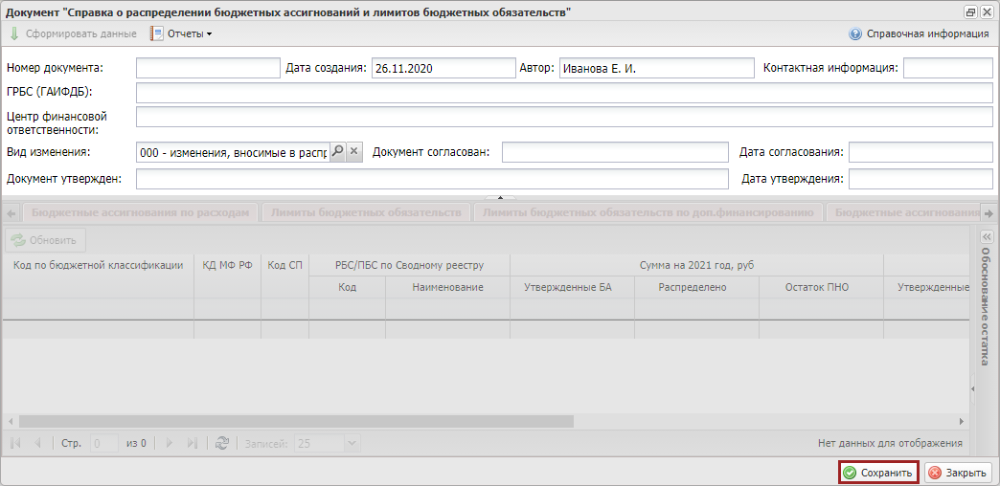 Документ "Справка о распределении бюджетных ассигнований и лимитов бюджетных обязательств"
Сформировать данные Отчеты Справочная информация
Номер документа: Дата создания: 26.11.2020 Автор: Иванова Е. И. Контактная информация:
ГРБС (ГАИФДБ):
Центр финансовой
ответственности:
Вид изменения: 000 - изменения, вносимые в распр Документ согласован: Дата согласования:
Документ утвержден: Дата утверждения:
Бюджетные ассигнования по расходам Лимиты бюджетных обязательств Лимиты бюджетных обязательств по доп.финансированию Бюджетные ассигнования
Обновить
Код по бюджетной классификации КД МФ РФ Код СП РБС/ПБС по Сводному реестру Сумма на 2021 год, руб
Код Наименование Утвержденные БА Распределено Остаток ПНО Утвержденные
Обоснование остатка
Стр. 0 из 0 Записей: 25 Нет данных для отображения
Сохранить Закрыть